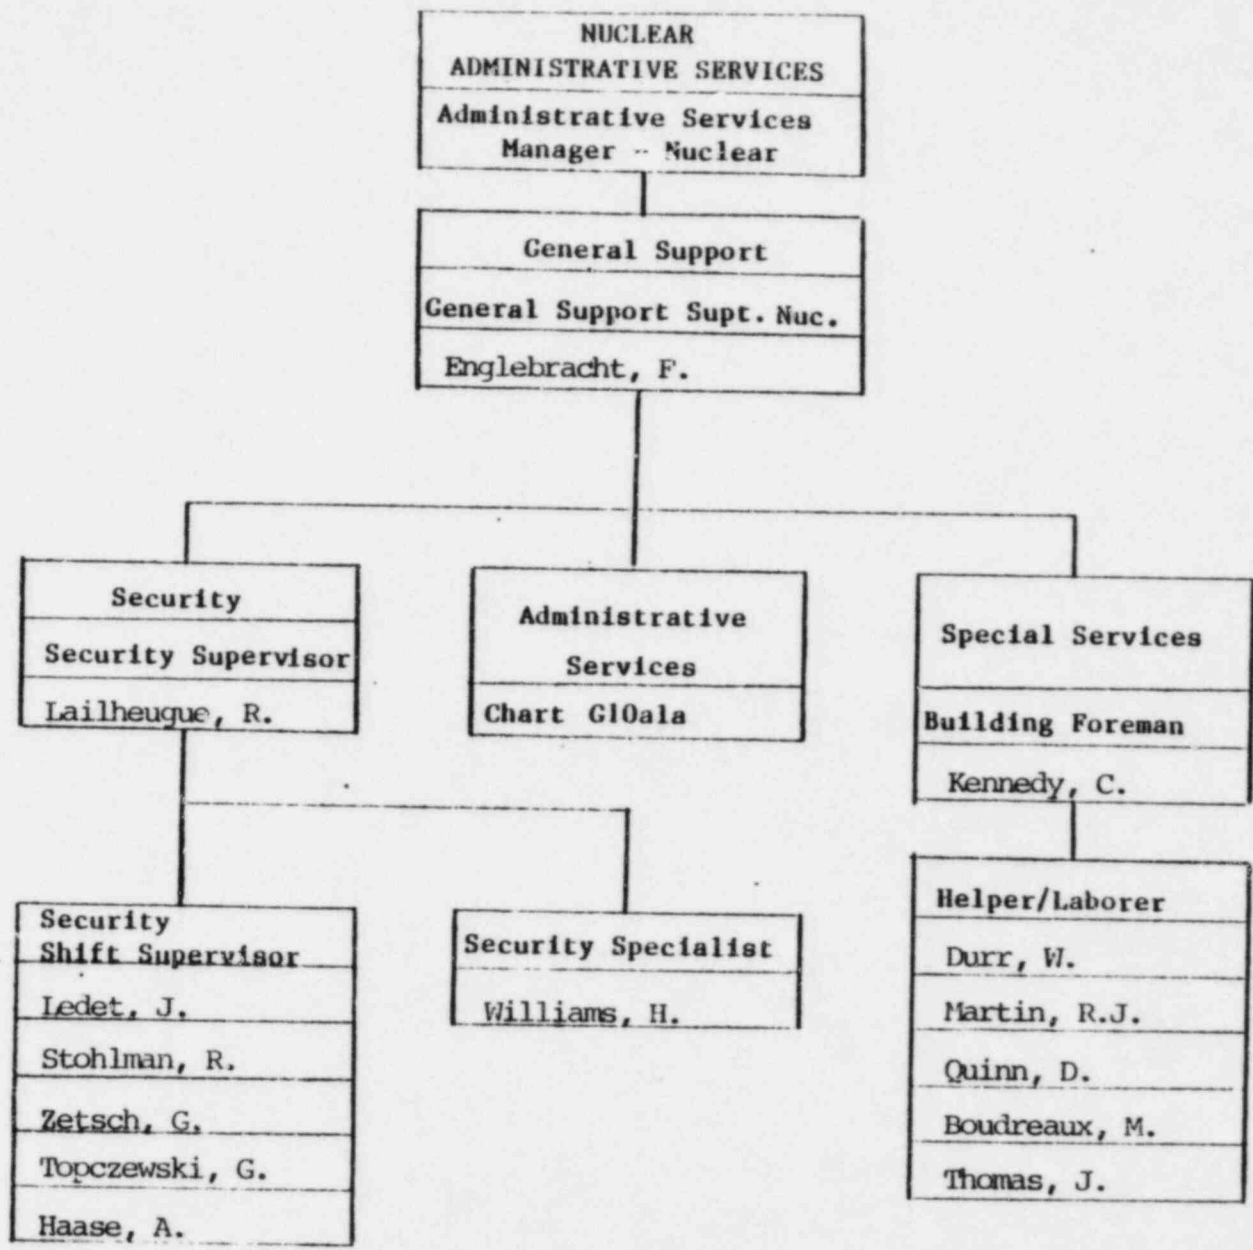 NUCLEAR
ADMINISTRATIVE SERVICES
Administrative Services
Manager - Nuclear
General Support
General Support Supt. Nuc.
Englebracht, F.
Security
Security Supervisor
Lailheugue, R.
Administrative
Services
Chart G10a1a
Special Services
Building Foreman
Kennedy, C.
Security
Shift Supervisor
Ledet, J.
Stohlman, R.
Zetsch, G.
Topczewski, G.
Haase, A.
Security Specialist
Williams, H.
Helper/Laborer
Durr, W.
Martin, R.J.
Quinn, D.
Boudreaux, M.
Thomas, J.